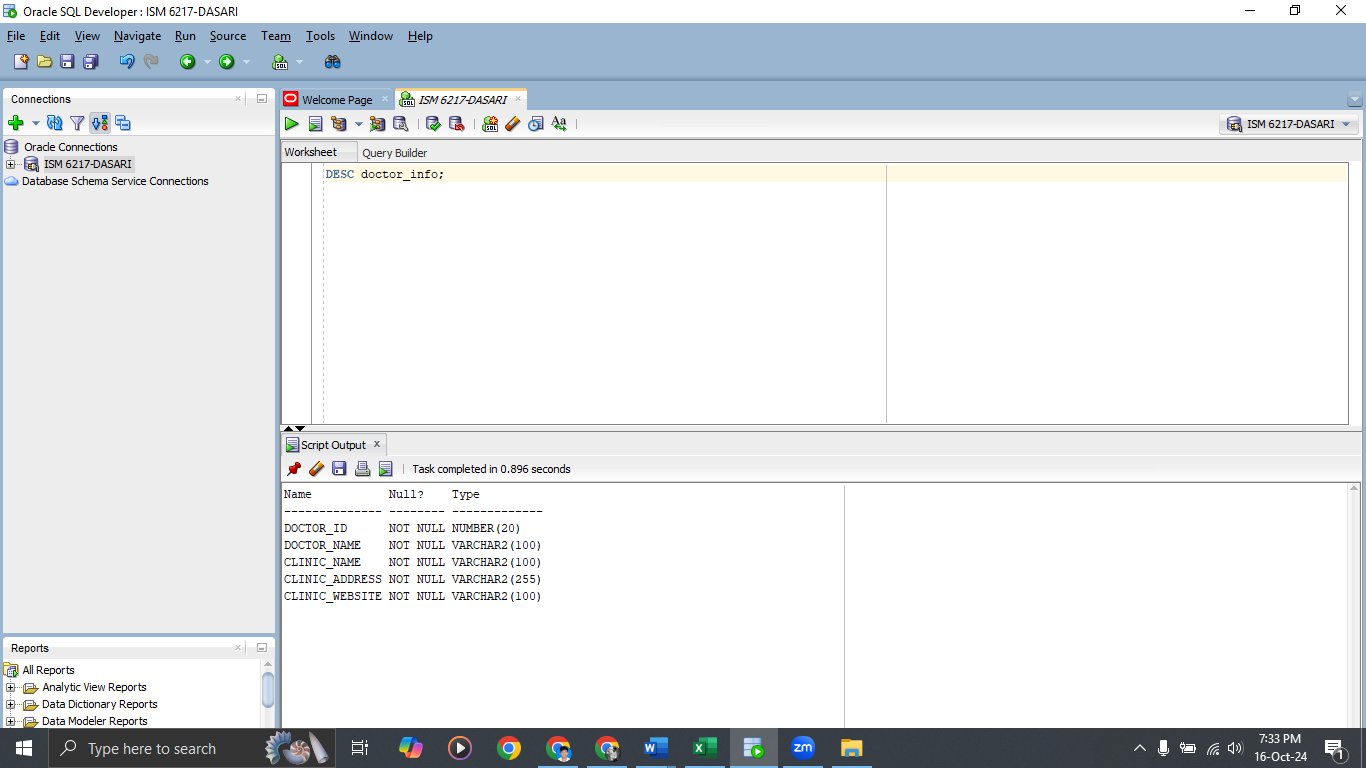 Oracle SQL Developer : ISM 6217-DASARI
File Edit View Navigate Run Source Team Tools Window Help
Connections
Oracle Connections
ISM 6217-DASARI
Database Schema Service Connections
Welcome Page
ISM 6217-DASARI
ISM 6217-DASARI
Worksheet Query Builder
DESC doctor_info;
Script Output
Task completed in 0.896 seconds
Name Null? Type
-------------- -------- -------------
DOCTOR_ID NOT NULL NUMBER(20)
DOCTOR_NAME NOT NULL VARCHAR2(100)
CLINIC_NAME NOT NULL VARCHAR2(100)
CLINIC_ADDRESS NOT NULL VARCHAR2(255)
CLINIC_WEBSITE NOT NULL VARCHAR2(100)
Reports
All Reports
Analytic View Reports
Data Dictionary Reports
Data Modeler Reports
Type here to search
zm
7:33 PM
16-Oct-24
1